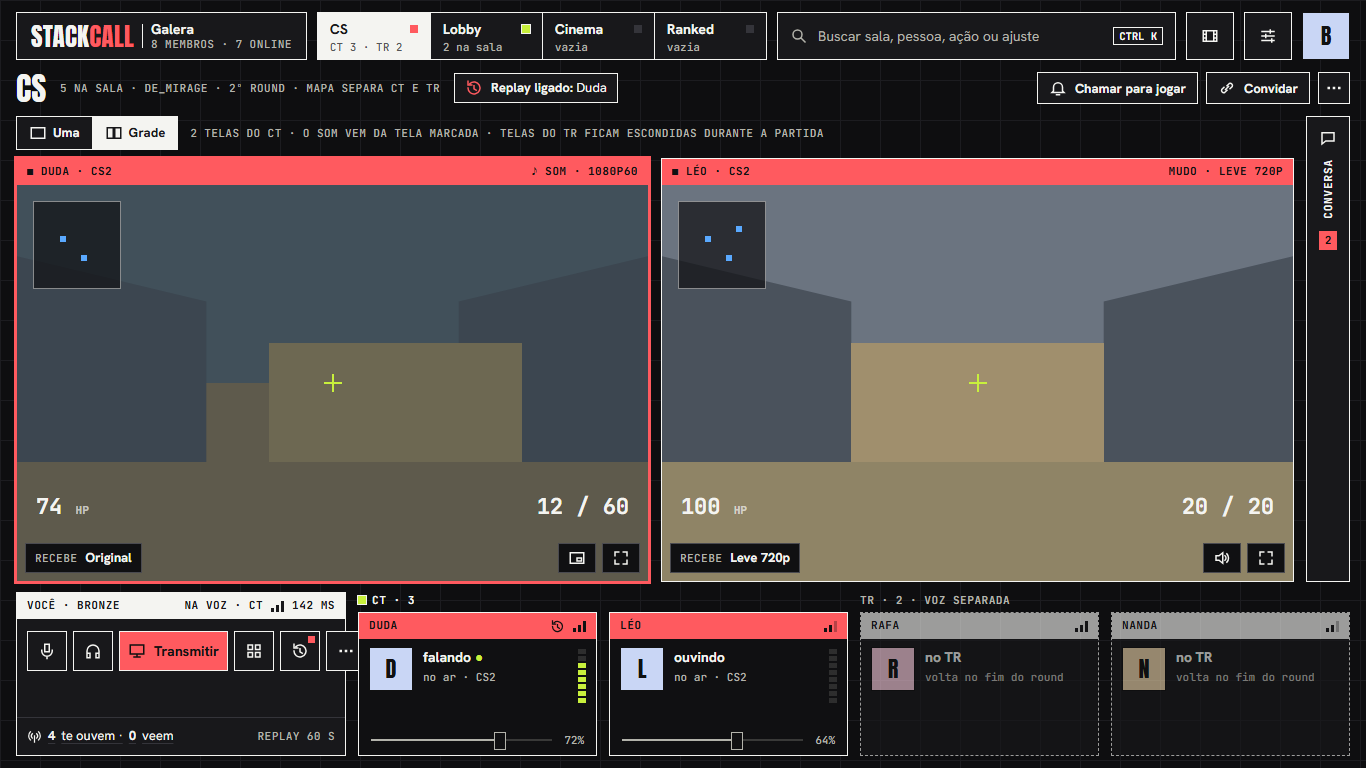 STACKCALL
Galera
8 MEMBROS · 7 ONLINE
CS
CT 3 · TR 2
Lobby
2 na sala
Cinema
vazia
Ranked
vazia
Buscar sala, pessoa, ação ou ajuste
CTRL K
B
CS
5 NA SALA · DE_MIRAGE · 2º ROUND · MAPA SEPARA CT E TR
Replay ligado: Duda
Chamar para jogar
Convidar
Uma
Grade
2 TELAS DO CT · O SOM VEM DA TELA MARCADA · TELAS DO TR FICAM ESCONDIDAS DURANTE A PARTIDA
CONVERSA
2
■ DUDA · CS2
♪ SOM · 1080P60
74 HP
12 / 60
RECEBE Original
■ LÉO · CS2
MUDO · LEVE 720P
100 HP
20 / 20
RECEBE Leve 720p
VOCÊ · BRONZE
NA VOZ · CT 142 MS
Transmitir
4 te ouvem · 0 veem
REPLAY 60 S
CT · 3
DUDA
D
falando
no ar · CS2
72%
LÉO
L
ouvindo
no ar · CS2
64%
TR · 2 · VOZ SEPARADA
RAFA
R
no TR
volta no fim do round
NANDA
N
no TR
volta no fim do round